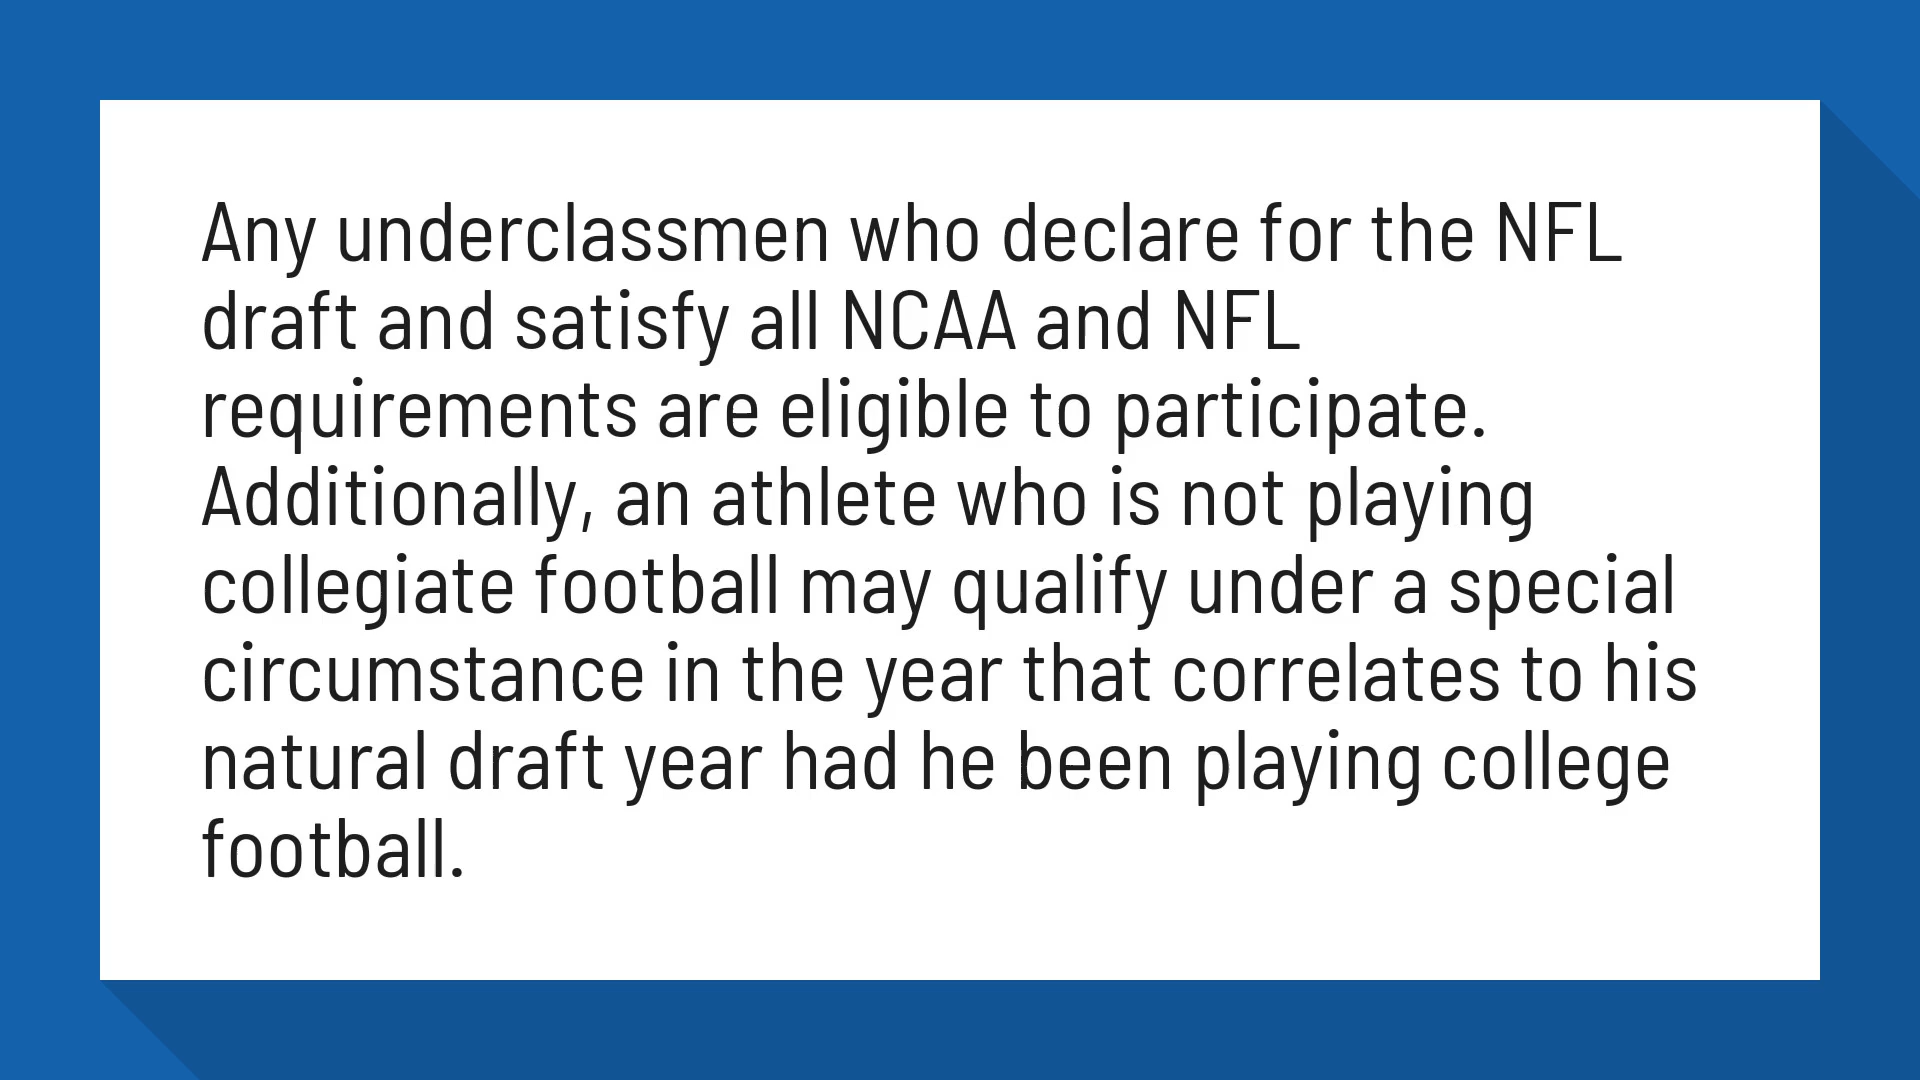 Any underclassmen who declare for the NFL
draft and satisfy all NCAA and NFL
requirements are eligible to participate.
Additionally, an athlete who is not playing
collegiate football may qualify under a special
circumstance in the year that correlates to his
natural draft year had he been playing college
football.